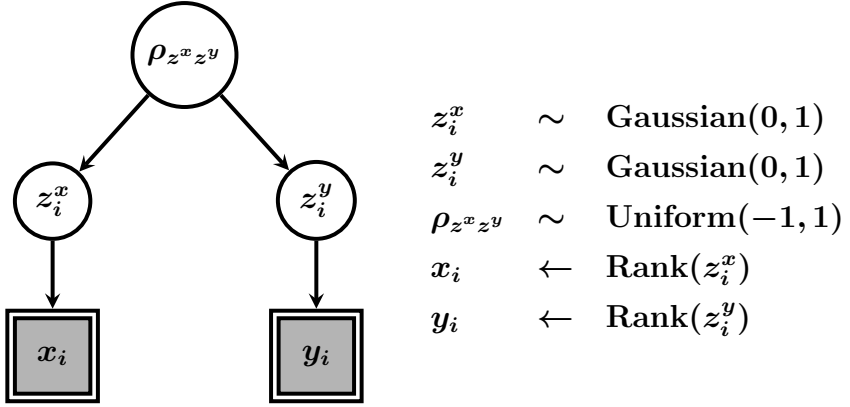 ρ_{z^x z^y}
z_i^x
z_i^y
x_i
y_i
z_i^x ∼ Gaussian(0, 1)
z_i^y ∼ Gaussian(0, 1)
ρ_{z^x z^y} ∼ Uniform(−1, 1)
x_i ← Rank(z_i^x)
y_i ← Rank(z_i^y)